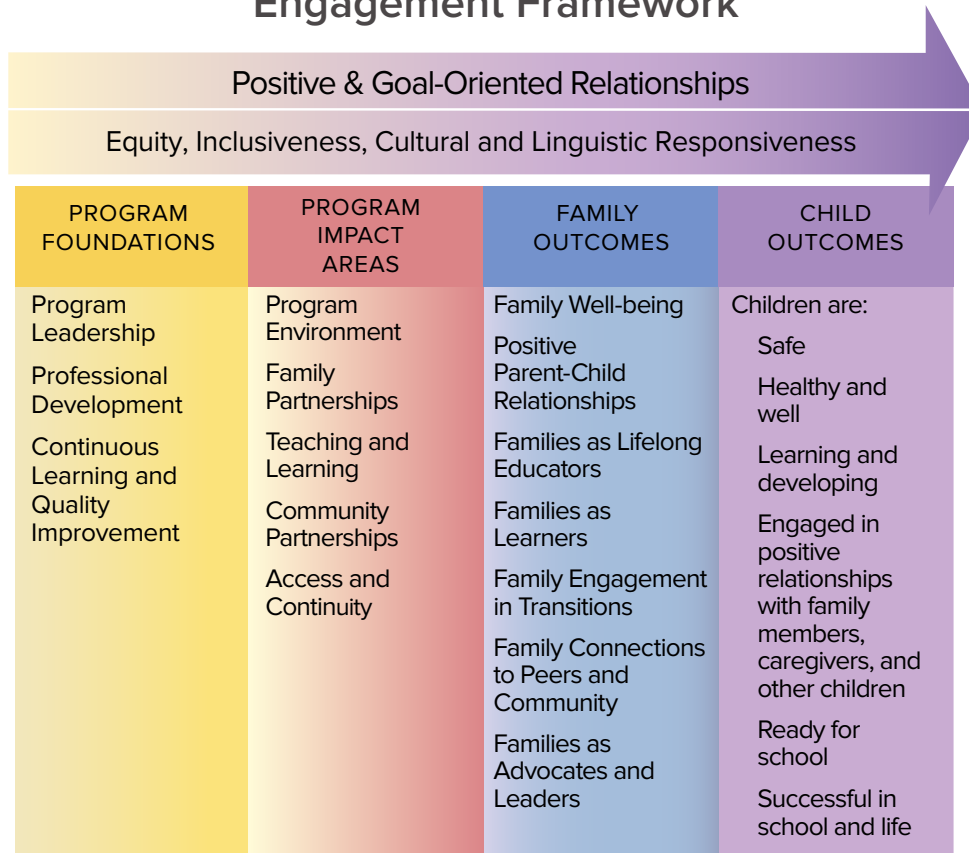 Engagement Framework
Positive & Goal-Oriented Relationships
Equity, Inclusiveness, Cultural and Linguistic Responsiveness
PROGRAM
FOUNDATIONS
Program
Leadership
Professional
Development
Continuous
Learning and
Quality
Improvement
PROGRAM
IMPACT
AREAS
Program
Environment
Family
Partnerships
Teaching and
Learning
Community
Partnerships
Access and
Continuity
FAMILY
OUTCOMES
Family Well-being
Positive
Parent-Child
Relationships
Families as Lifelong
Educators
Families as
Learners
Family Engagement
in Transitions
Family Connections
to Peers and
Community
Families as
Advocates and
Leaders
CHILD
OUTCOMES
Children are:
Safe
Healthy and
well
Learning and
developing
Engaged in
positive
relationships
with family
members,
caregivers, and
other children
Ready for
school
Successful in
school and life